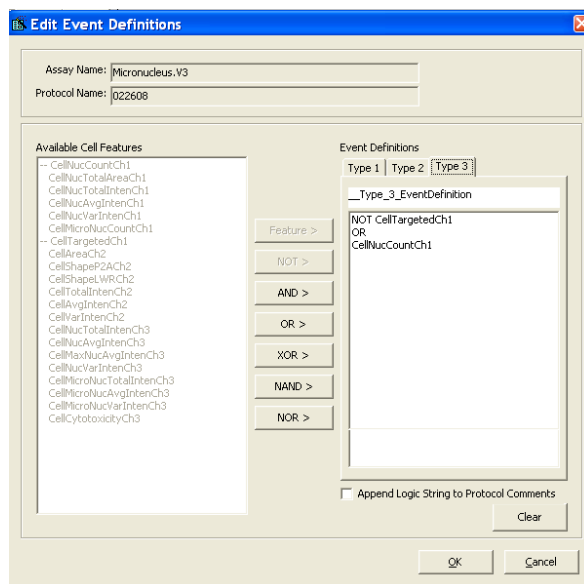 Edit Event Definitions
Assay Name: Micronucleus.V3
Protocol Name: 022608
Available Cell Features
-- CellNucCountCh1
CellNucTotalAreaCh1
CellNucTotalIntenCh1
CellNucAvgIntenCh1
CellNucVarIntenCh1
CellMicroNucCountCh1
-- CellTargetedCh1
CellAreaCh2
CellShapeP2ACh2
CellShapeLWRCh2
CellTotalIntenCh2
CellAvgIntenCh2
CellVarIntenCh2
CellNucTotalIntenCh3
CellNucAvgIntenCh3
CellMaxNucAvgIntenCh3
CellNucVarIntenCh3
CellMicroNucTotalIntenCh3
CellMicroNucAvgIntenCh3
CellMicroNucVarIntenCh3
CellCytotoxicityCh3
Feature >
NOT >
AND >
OR >
XOR >
NAND >
NOR >
Event Definitions
Type 1 Type 2 Type 3
__Type_3_EventDefinition
NOT CellTargetedCh1
OR
CellNucCountCh1
Append Logic String to Protocol Comments
Clear
OK Cancel